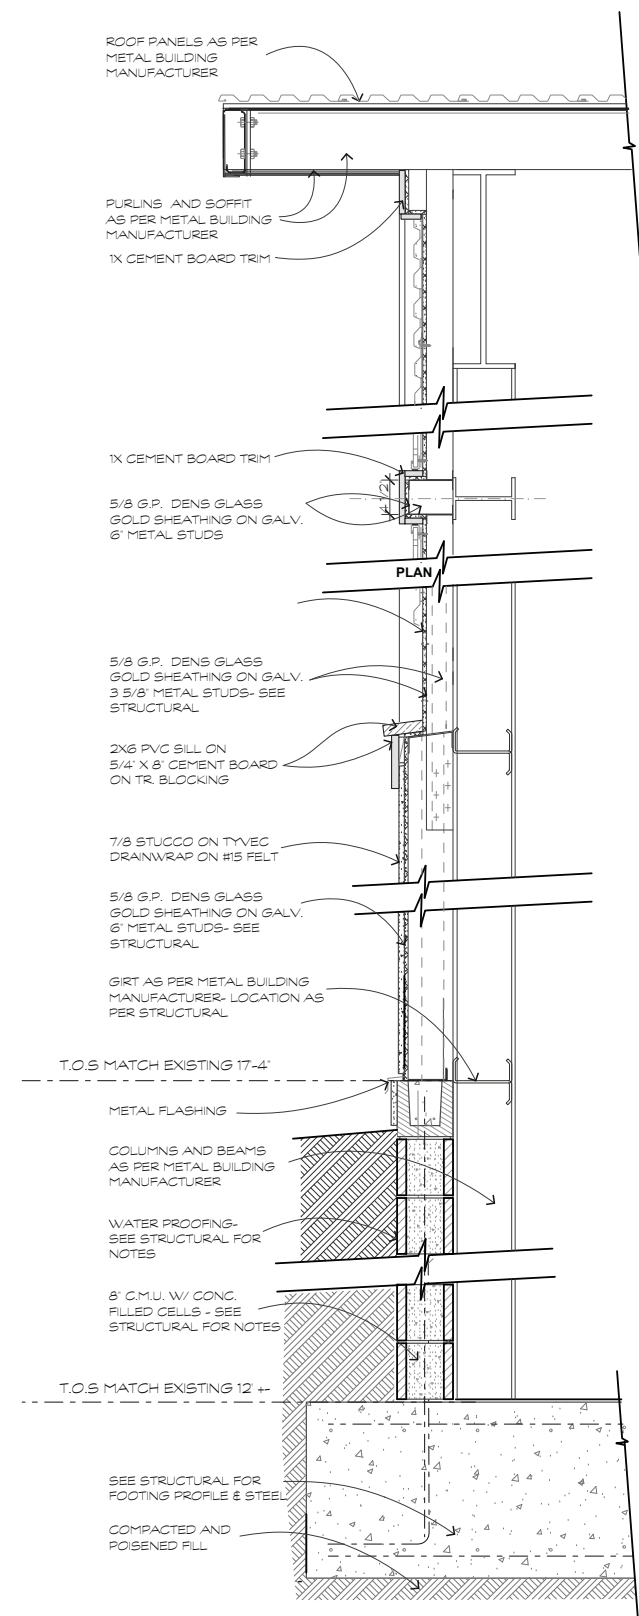 ROOF PANELS AS PER
METAL BUILDING
MANUFACTURER
PURLINS AND SOFFIT
AS PER METAL BUILDING
MANUFACTURER
1X CEMENT BOARD TRIM
1X CEMENT BOARD TRIM
5/8 G.P. DENS GLASS
GOLD SHEATHING ON GALV.
6" METAL STUDS
PLAN
5/8 G.P. DENS GLASS
GOLD SHEATHING ON GALV.
3 5/8" METAL STUDS- SEE
STRUCTURAL
2X6 PVC SILL ON
5/4" X 8" CEMENT BOARD
ON TR. BLOCKING
7/8 STUCCO ON TYVEC
DRAINWRAP ON #15 FELT
5/8 G.P. DENS GLASS
GOLD SHEATHING ON GALV.
6" METAL STUDS- SEE
STRUCTURAL
GIRT AS PER METAL BUILDING
MANUFACTURER- LOCATION AS
PER STRUCTURAL
T.O.S MATCH EXISTING 17'-4"
METAL FLASHING
COLUMNS AND BEAMS
AS PER METAL BUILDING
MANUFACTURER
WATER PROOFING-
SEE STRUCTURAL FOR
NOTES
8" C.M.U. W/ CONC.
FILLED CELLS - SEE
STRUCTURAL FOR NOTES
T.O.S MATCH EXISTING 12' +-
SEE STRUCTURAL FOR
FOOTING PROFILE & STEEL
COMPACTED AND
POISENED FILL